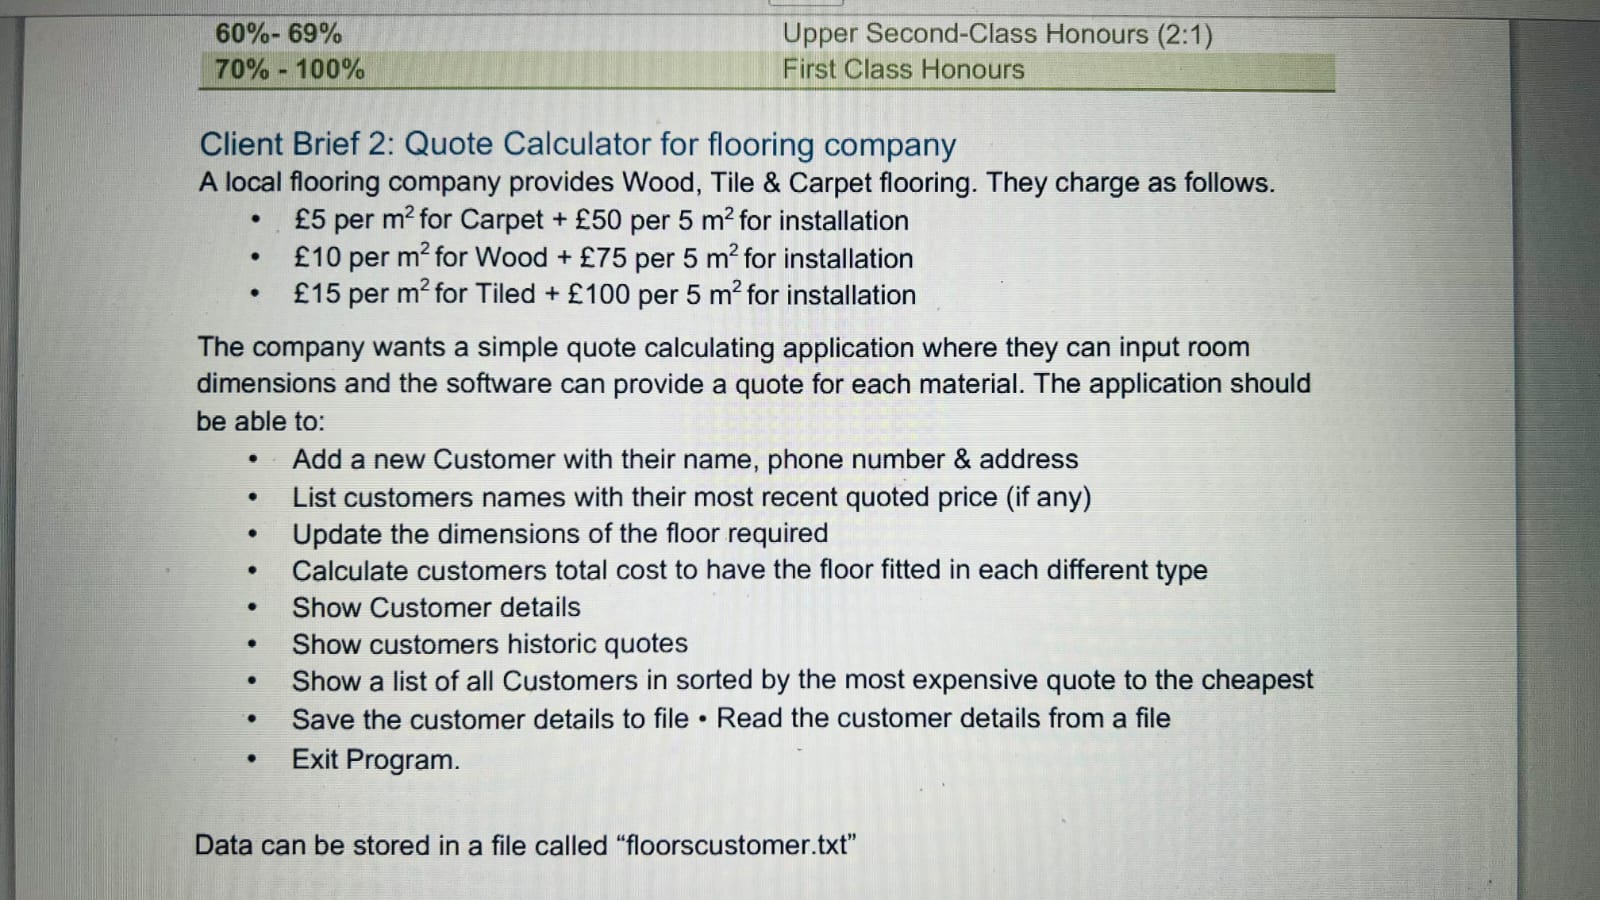 60%- 69% Upper Second-Class Honours (2:1)
70% - 100% First Class Honours
Client Brief 2: Quote Calculator for flooring company
A local flooring company provides Wood, Tile & Carpet flooring. They charge as follows.
• £5 per m² for Carpet + £50 per 5 m² for installation
• £10 per m² for Wood + £75 per 5 m² for installation
• £15 per m² for Tiled + £100 per 5 m² for installation
The company wants a simple quote calculating application where they can input room
dimensions and the software can provide a quote for each material. The application should
be able to:
• Add a new Customer with their name, phone number & address
• List customers names with their most recent quoted price (if any)
• Update the dimensions of the floor required
• Calculate customers total cost to have the floor fitted in each different type
• Show Customer details
• Show customers historic quotes
• Show a list of all Customers in sorted by the most expensive quote to the cheapest
• Save the customer details to file • Read the customer details from a file
• Exit Program.
Data can be stored in a file called “floorscustomer.txt”